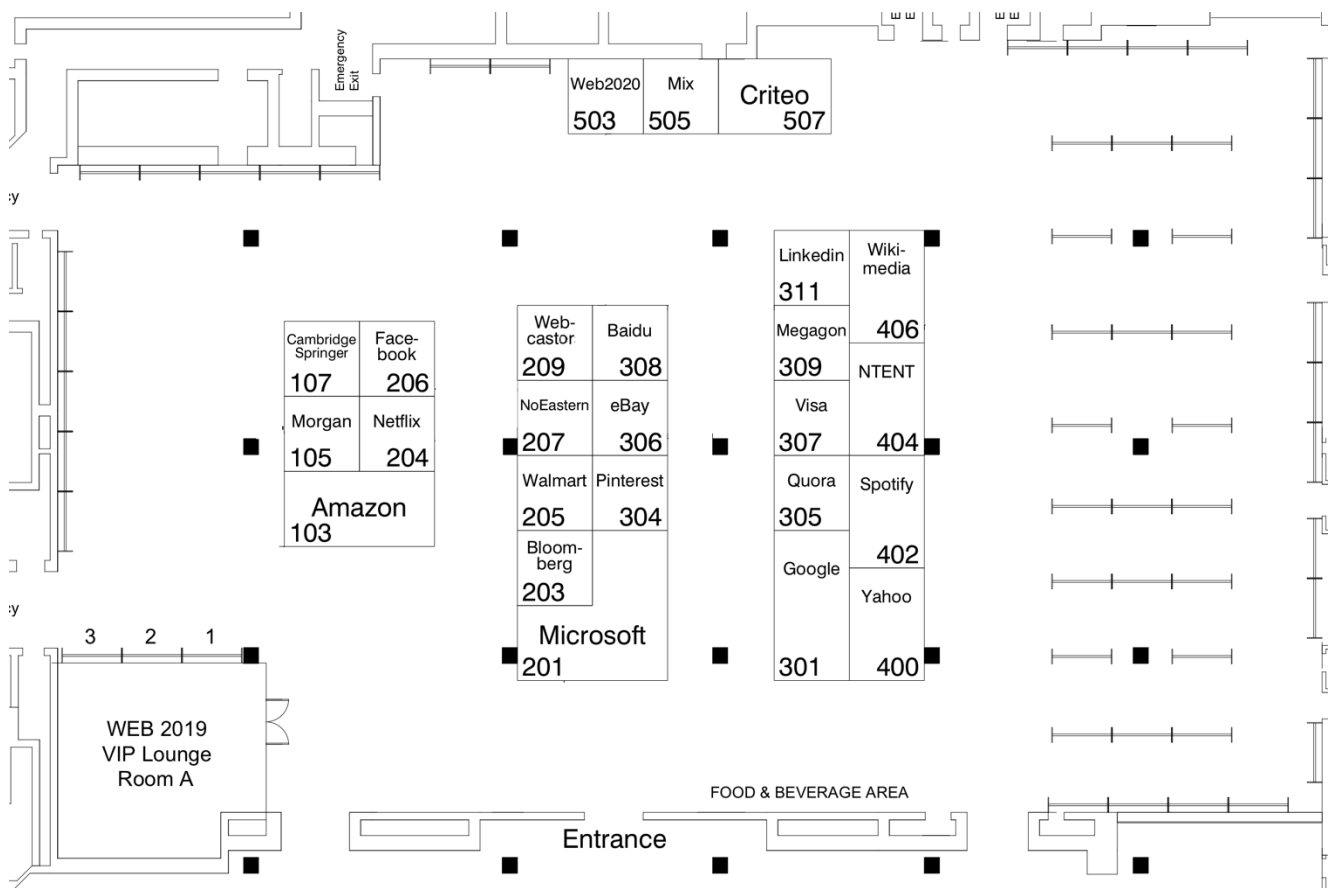 Emergency
Exit
Web2020
503
Mix
505
Criteo
507
cy
Linkedin
311
Wiki-
media
406
Megagon
309
NTENT
404
Visa
307
Quora
305
Spotify
402
Google
301
Yahoo
400
Web-
castor
209
Baidu
308
NoEastern
207
eBay
306
Walmart
205
Pinterest
304
Bloom-
berg
203
Microsoft
201
Cambridge
Springer
107
Face-
book
206
Morgan
105
Netflix
204
Amazon
103
cy
3 2 1
WEB 2019
VIP Lounge
Room A
FOOD & BEVERAGE AREA
Entrance